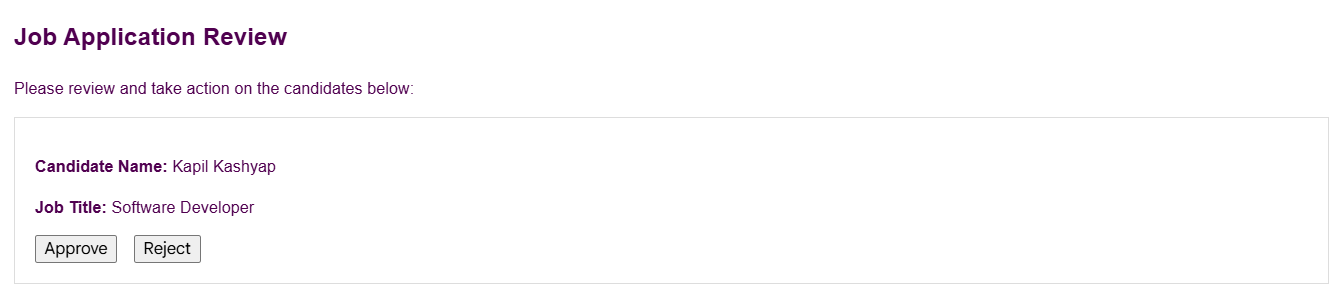 Job Application Review
Please review and take action on the candidates below:
Candidate Name: Kapil Kashyap
Job Title: Software Developer
Approve Reject